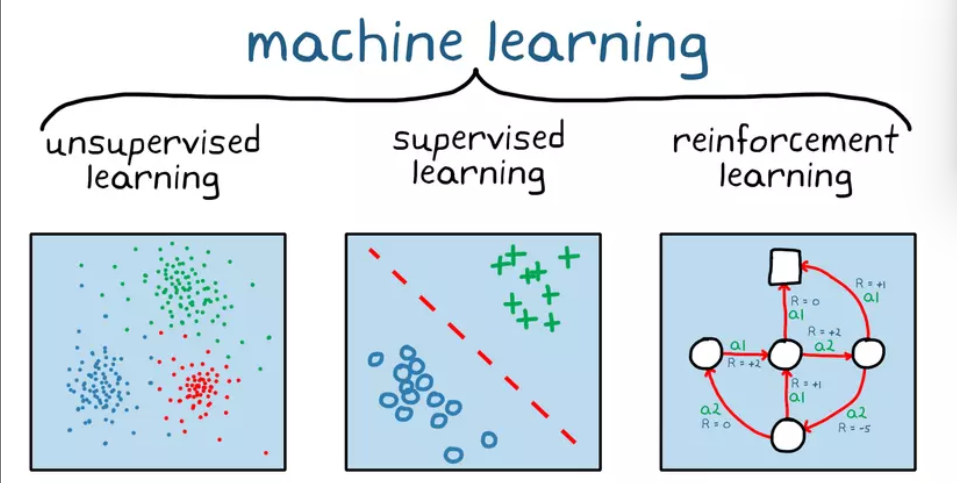 machine learning
unsupervised
learning
supervised
learning
reinforcement
learning
R = +1
a1
R = 0
a1
R = +2
a2
a1
R = +2
R = +1
a1
a2
R = 0
a2
R = -5